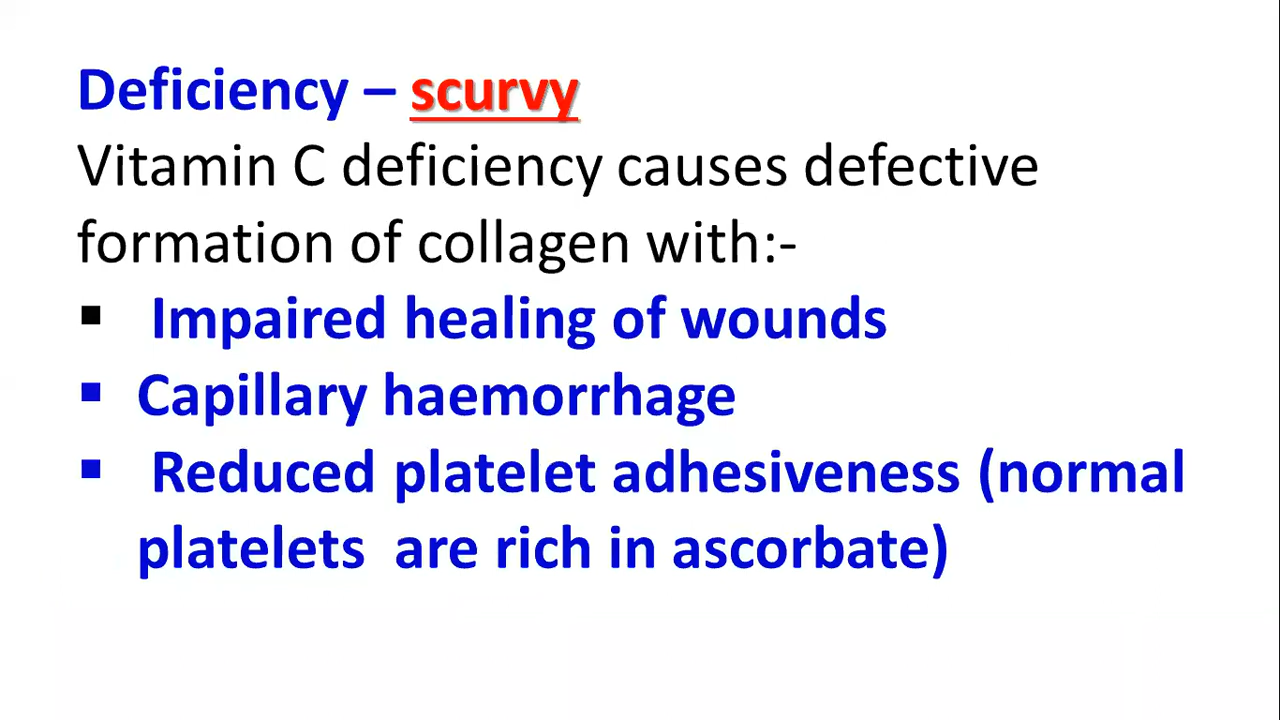 Deficiency – scurvy
Vitamin C deficiency causes defective
formation of collagen with:-
▪ Impaired healing of wounds
▪ Capillary haemorrhage
▪ Reduced platelet adhesiveness (normal
platelets are rich in ascorbate)